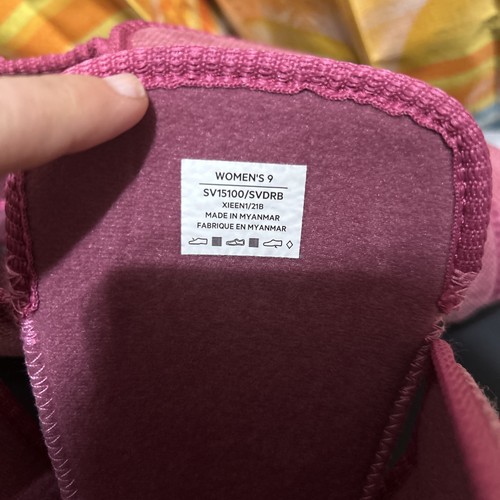 WOMEN'S 9
SV15100/SVDRB
XIEEN1/21B
MADE IN MYANMAR
FABRIQUE EN MYANMAR